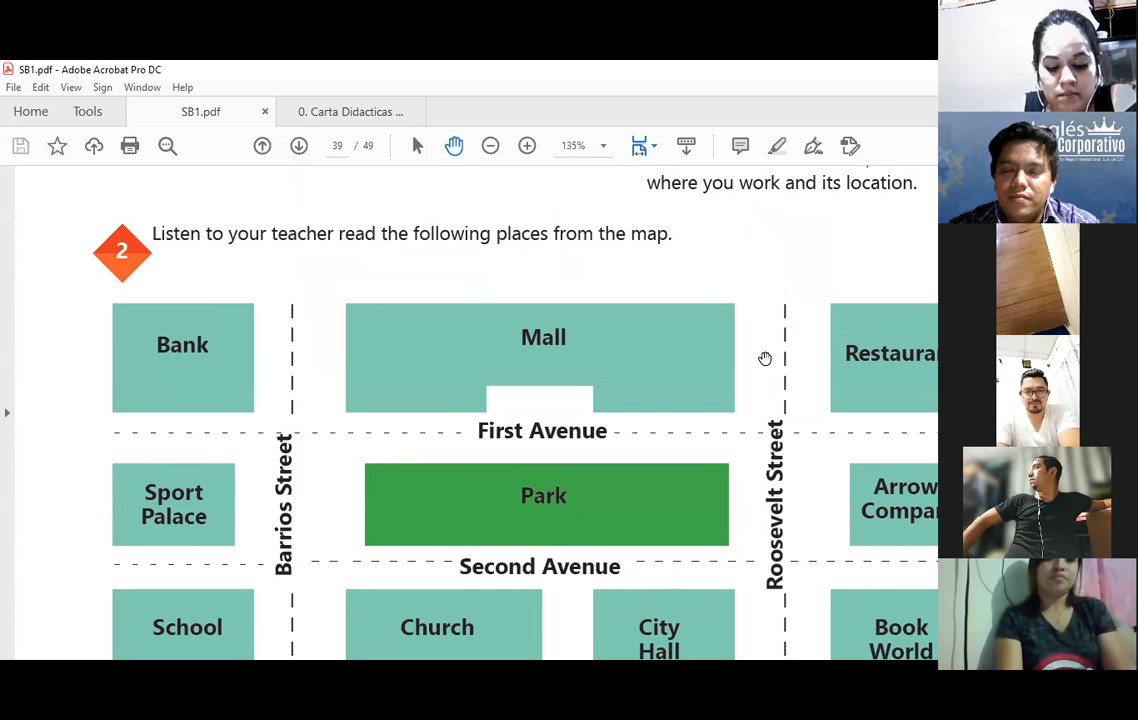 SB1.pdf - Adobe Acrobat Pro DC
File Edit View Sign Window Help
Home Tools SB1.pdf × 0. Carta Didacticas ...
39 / 49 135%
where you work and its location.
2 Listen to your teacher read the following places from the map.
Bank
Mall
Restaura
First Avenue
Barrios Street
Roosevelt Street
Sport
Palace
Park
Arrow
Compa
Second Avenue
School
Church
City
Hall
Book
World
Inglés
Corporativo